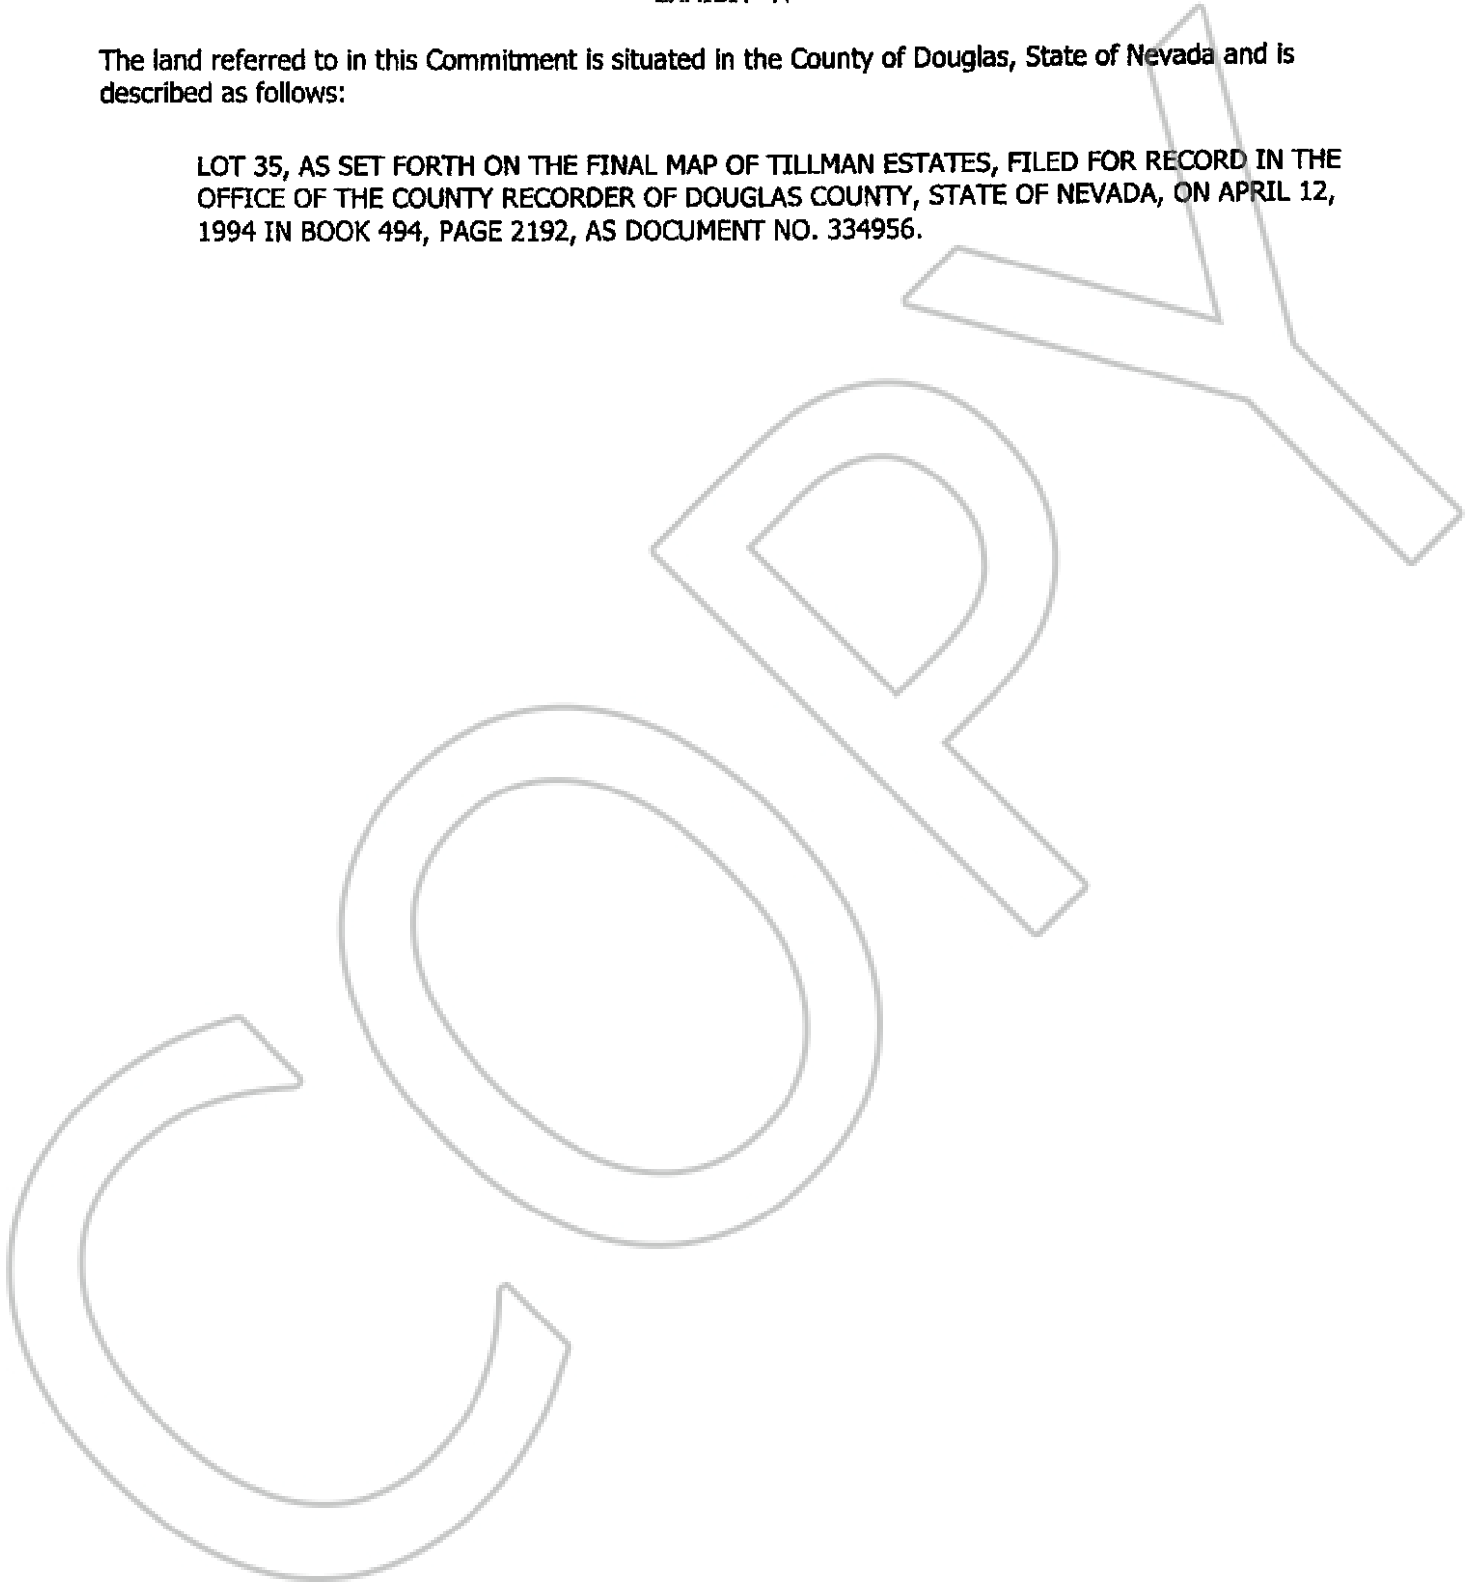 The land referred to in this Commitment is situated in the County of Douglas, State of Nevada and is
described as follows:
LOT 35, AS SET FORTH ON THE FINAL MAP OF TILLMAN ESTATES, FILED FOR RECORD IN THE
OFFICE OF THE COUNTY RECORDER OF DOUGLAS COUNTY, STATE OF NEVADA, ON APRIL 12,
1994 IN BOOK 494, PAGE 2192, AS DOCUMENT NO. 334956.
COPY